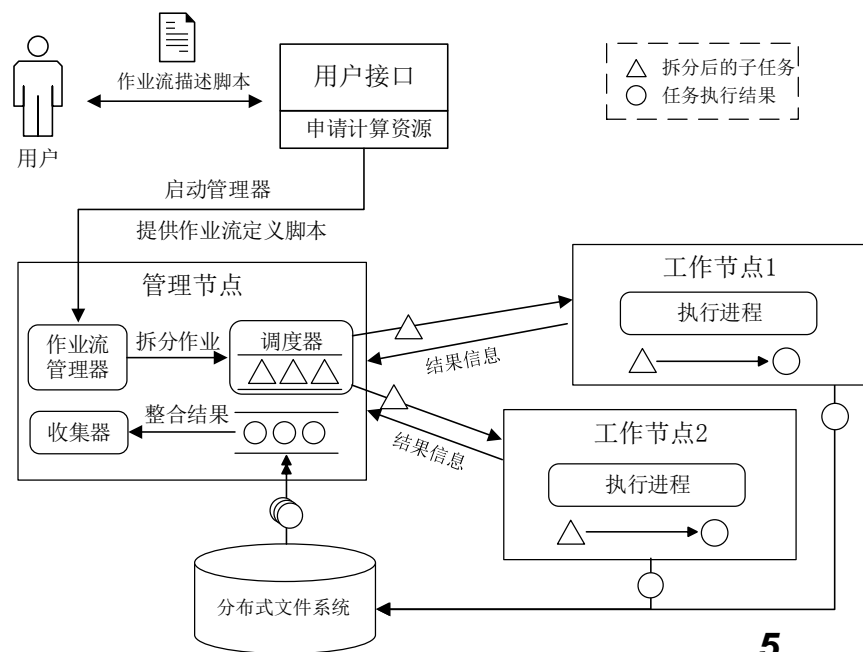 作业流描述脚本
用户
用户接口
申请计算资源
拆分后的子任务
任务执行结果
启动管理器
提供作业流定义脚本
管理节点
作业流
管理器
拆分作业
调度器
收集器
整合结果
结果信息
结果信息
工作节点1
执行进程
工作节点2
执行进程
分布式文件系统
5